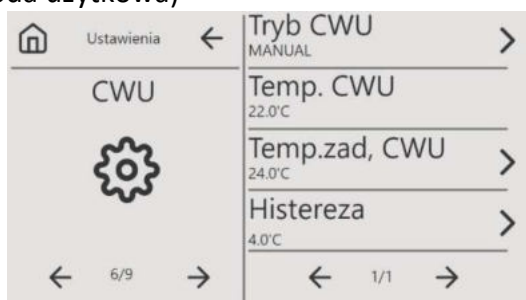 Ustawienia
CWU
6/9
Tryb CWU
MANUAL
Temp. CWU
22.0'C
Temp.zad, CWU
24.0'C
Histereza
4.0'C
1/1